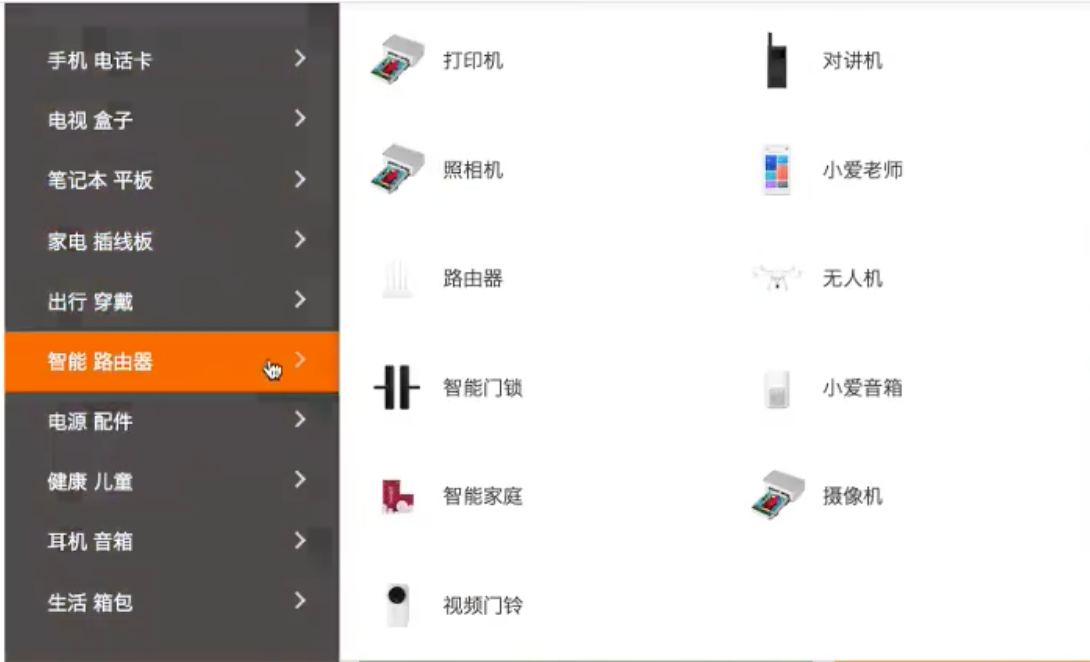 手机 电话卡
电视 盒子
笔记本 平板
家电 插线板
出行 穿戴
智能 路由器
电源 配件
健康 儿童
耳机 音箱
生活 箱包
打印机
对讲机
照相机
小爱老师
路由器
无人机
智能门锁
小爱音箱
智能家庭
摄像机
视频门铃